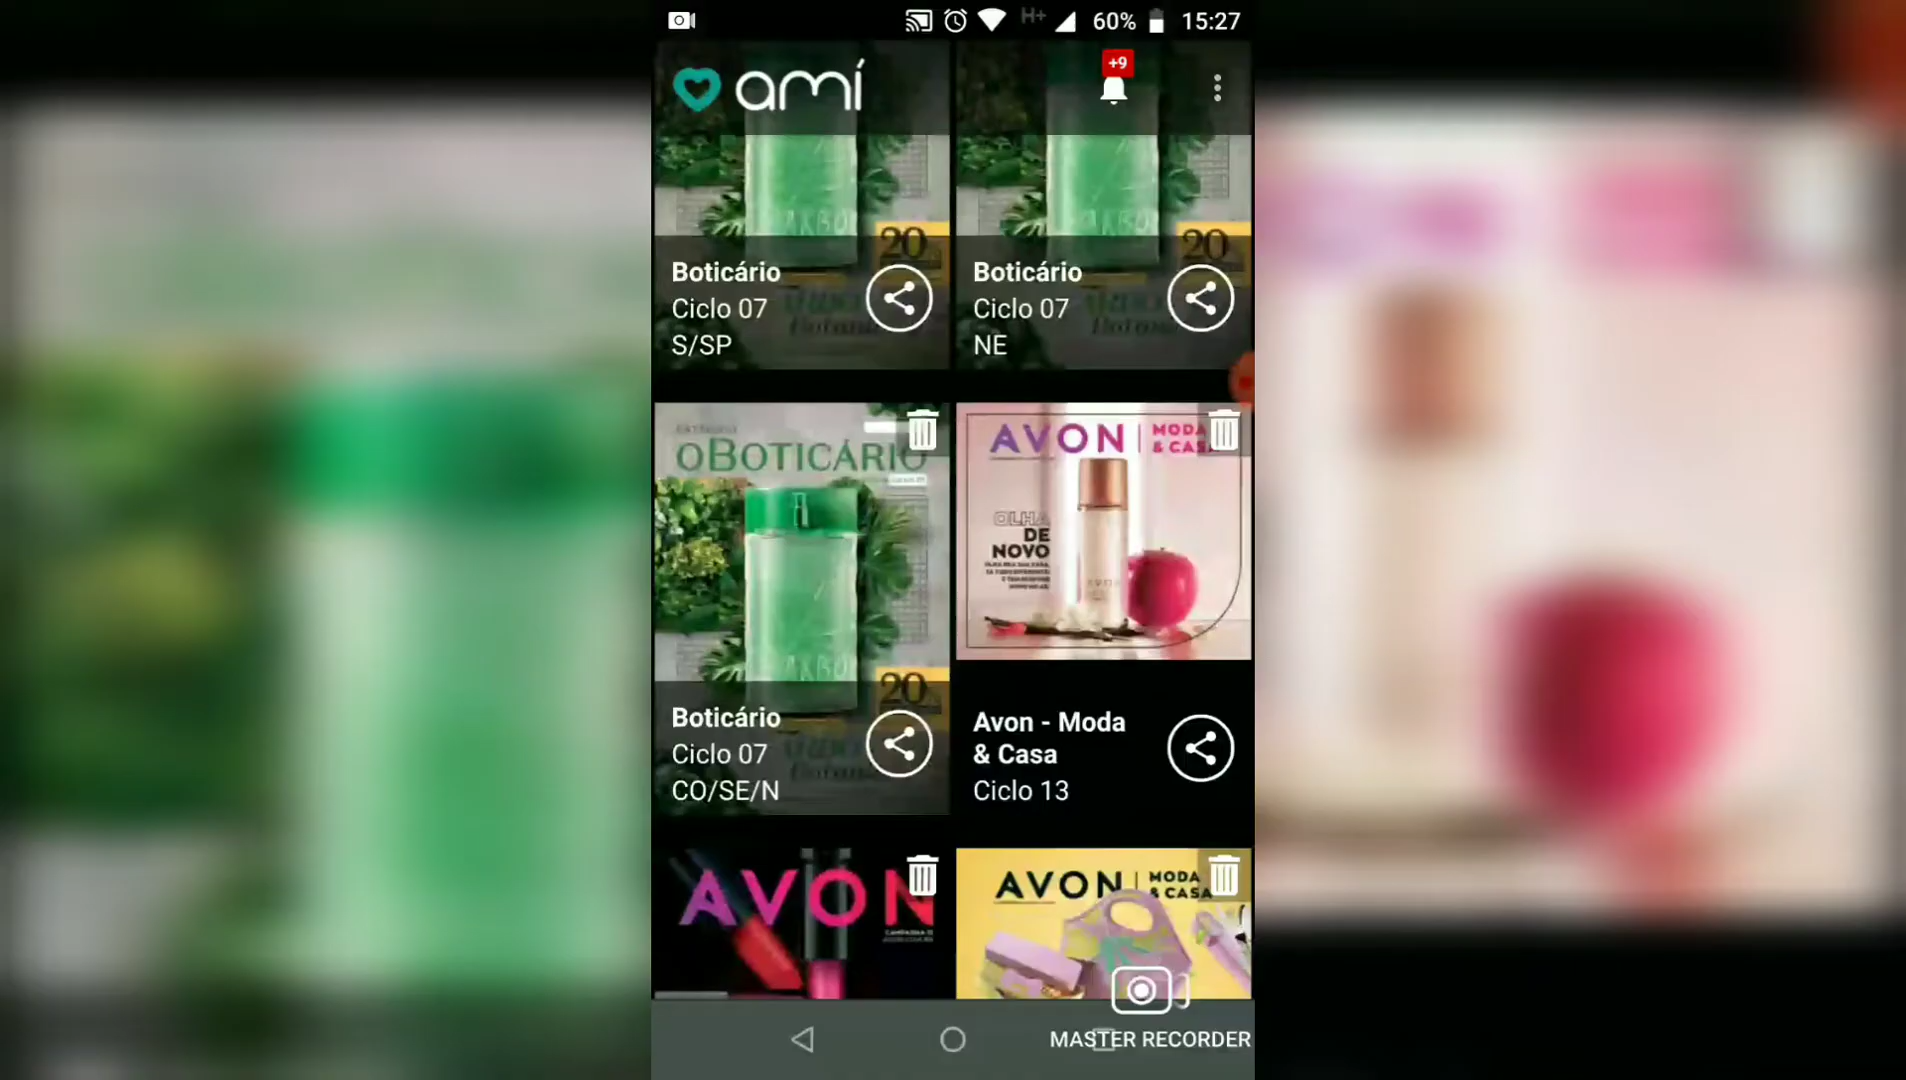 60% 15:27
amí
+9
20
20
Boticário
Ciclo 07
S/SP
Boticário
Ciclo 07
NE
oBOTICÁRIO
AVON | MODA
& CASA
OLHA
DE
NOVO
AVON
20
Boticário
Ciclo 07
CO/SE/N
Avon - Moda
& Casa
Ciclo 13
AVON
AVON | MODA
& CASA
MASTER RECORDER